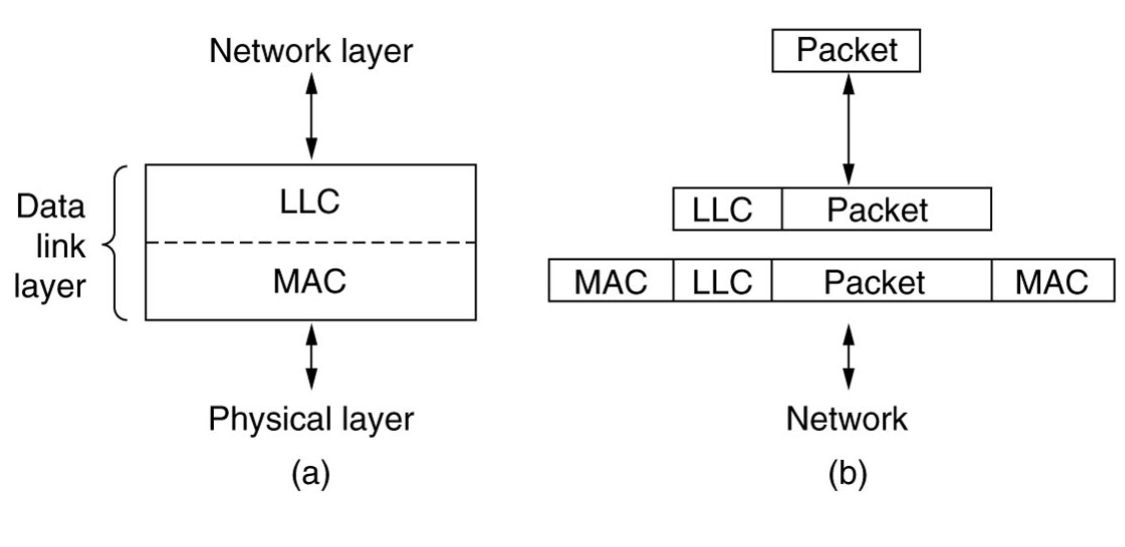 Network layer
Data
link
layer
LLC
MAC
Physical layer
(a)
Packet
LLC Packet
MAC LLC Packet MAC
Network
(b)